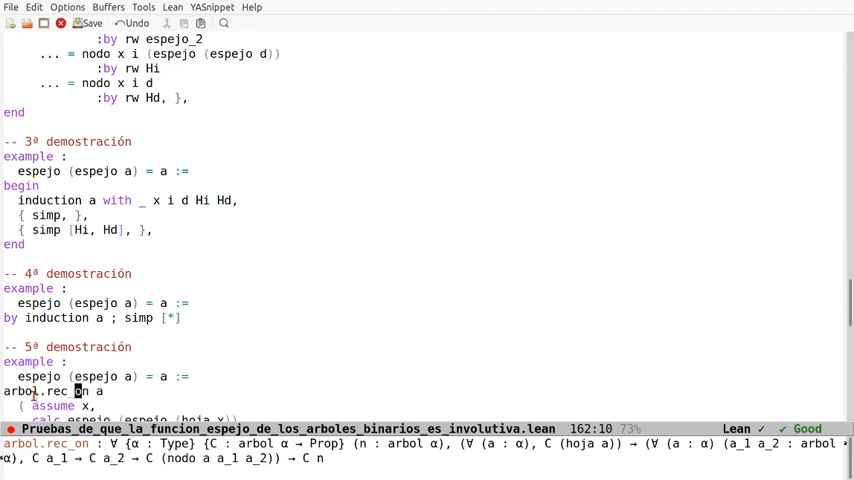 File Edit Options Buffers Tools Lean YASnippet Help
Save Undo
:by rw espejo_2
... = nodo x i (espejo (espejo d))
:by rw Hi
... = nodo x i d
:by rw Hd, },
end
-- 3ª demostración
example :
espejo (espejo a) = a :=
begin
induction a with _ x i d Hi Hd,
{ simp, },
{ simp [Hi, Hd], },
end
-- 4ª demostración
example :
espejo (espejo a) = a :=
by induction a ; simp [*]
-- 5ª demostración
example :
espejo (espejo a) = a :=
arbol.rec_on a
( assume x,
calc espejo (espejo (hoja x))
Pruebas_de_que_la_funcion_espejo_de_los_arboles_binarios_es_involutiva.lean 162:10 73% Lean ✓ ✔ Good
arbol.rec_on : ∀ {α : Type} {C : arbol α → Prop} (n : arbol α), (∀ (a : α), C (hoja a)) → (∀ (a : α) (a_1 a_2 : arbol
α), C a_1 → C a_2 → C (nodo a a_1 a_2)) → C n